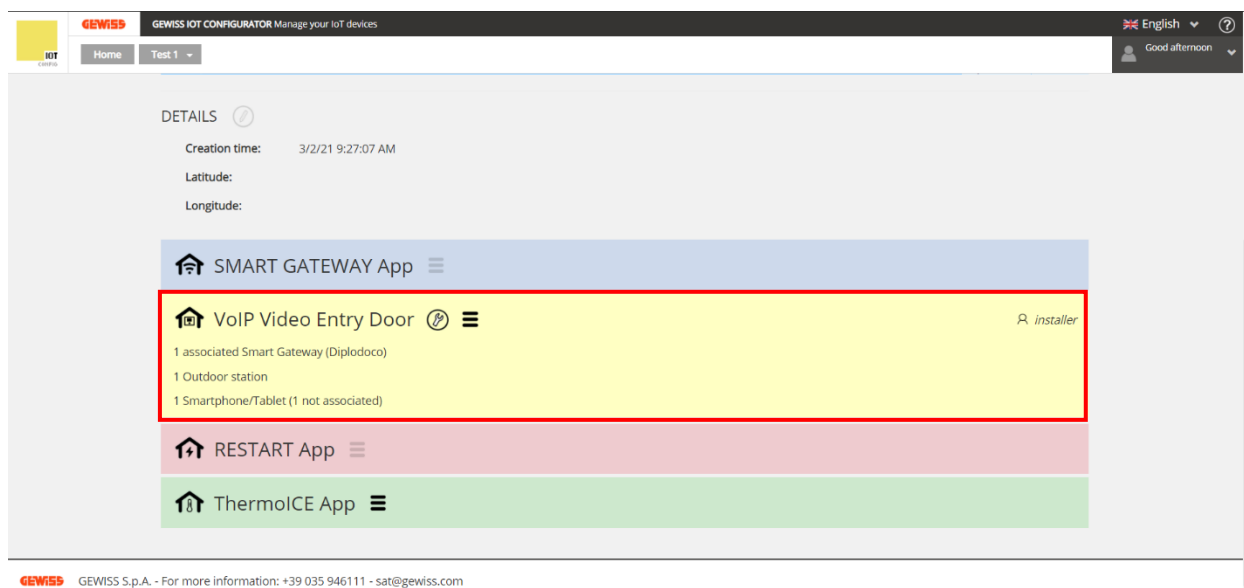 GEWISS GEWISS IOT CONFIGURATOR Manage your IoT devices English ?
IOT CONFIG Home Test 1 Good afternoon
DETAILS
Creation time: 3/2/21 9:27:07 AM
Latitude:
Longitude:
SMART GATEWAY App
VoIP Video Entry Door installer
1 associated Smart Gateway (Diplodoco)
1 Outdoor station
1 Smartphone/Tablet (1 not associated)
RESTART App
ThermoICE App
GEWISS GEWISS S.p.A. - For more information: +39 035 946111 - sat@gewiss.com